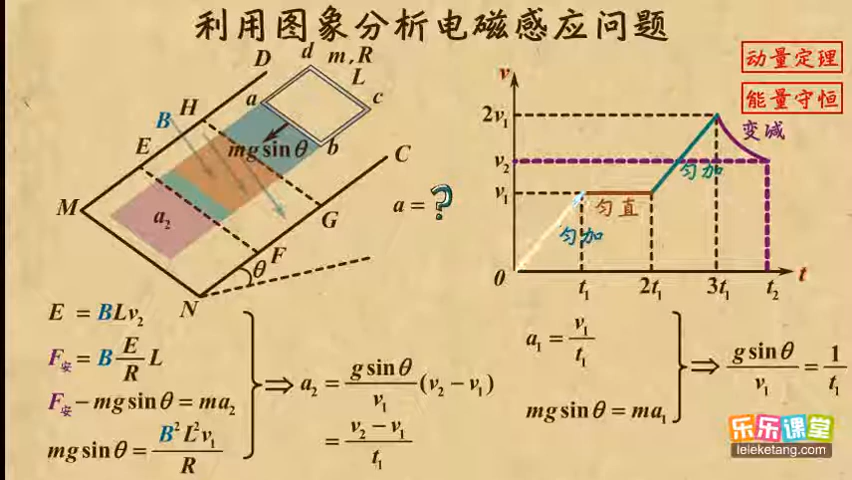 利用图象分析电磁感应问题
动量定理
能量守恒
D
d
m,R
L
a
c
H
B
E
mg sin θ
b
C
M
a₂
G
F
θ
N
a = ?
v
2v₁
v₂
v₁
0
变减
匀加
匀直
匀加
t₁
2t₁
3t₁
t₂
t
E = BLv₂
F安 = B E/R L
F安 − mg sin θ = ma₂
mg sin θ = B²L²v₁/R
⇒ a₂ = g sin θ/v₁ (v₂ − v₁)
= (v₂ − v₁)/t₁
a₁ = v₁/t₁
mg sin θ = ma₁
⇒ g sin θ/v₁ = 1/t₁
乐乐课堂
leleketang.com